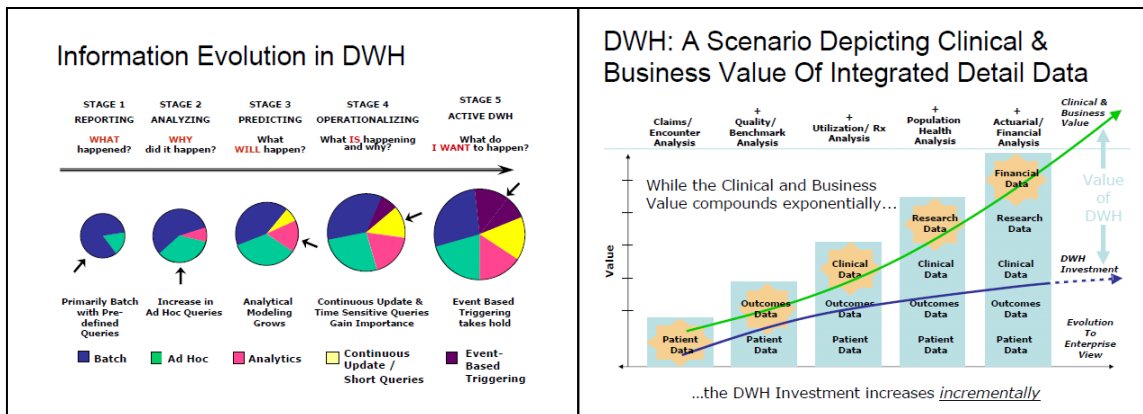 Information Evolution in DWH
STAGE 1
REPORTING
WHAT
happened?
STAGE 2
ANALYZING
WHY
did it happen?
STAGE 3
PREDICTING
What
WILL happen?
STAGE 4
OPERATIONALIZING
What IS happening
and why?
STAGE 5
ACTIVE DWH
What do
I WANT to happen?
Primarily Batch
with Pre-
defined
Queries
Increase in
Ad Hoc Queries
Analytical
Modeling
Grows
Continuous Update &
Time Sensitive Queries
Gain Importance
Event Based
Triggering
takes hold
Batch
Ad Hoc
Analytics
Continuous
Update /
Short Queries
Event-
Based
Triggering
DWH: A Scenario Depicting Clinical &
Business Value Of Integrated Detail Data
Claims/
Encounter
Analysis
+
Quality/
Benchmark
Analysis
+
Utilization/ Rx
Analysis
+
Population
Health
Analysis
+
Actuarial/
Financial
Analysis
Clinical &
Business
Value
While the Clinical and Business
Value compounds exponentially...
Value
Patient
Data
Outcomes
Data
Patient
Data
Clinical
Data
Outcomes
Data
Patient
Data
Research
Data
Clinical
Data
Outcomes
Data
Patient
Data
Financial
Data
Research
Data
Clinical
Data
Outcomes
Data
Patient
Data
Value
of
DWH
DWH
Investment
Evolution
To
Enterprise
View
...the DWH Investment increases incrementally